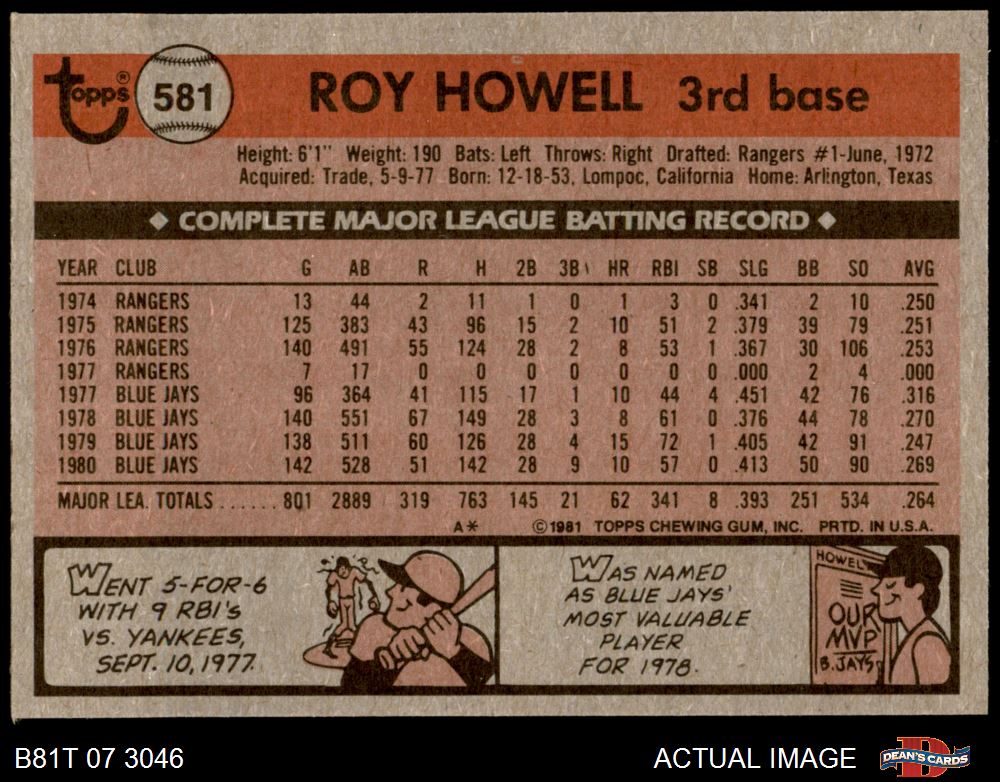 topps® 581 ROY HOWELL 3rd base
Height: 6'1" Weight: 190 Bats: Left Throws: Right Drafted: Rangers #1-June, 1972
Acquired: Trade, 5-9-77 Born: 12-18-53, Lompoc, California Home: Arlington, Texas
◆ COMPLETE MAJOR LEAGUE BATTING RECORD ◆
YEAR CLUB G AB R H 2B 3B HR RBI SB SLG BB SO AVG
1974 RANGERS 13 44 2 11 1 0 1 3 0 .341 2 10 .250
1975 RANGERS 125 383 43 96 15 2 10 51 2 .379 39 79 .251
1976 RANGERS 140 491 55 124 28 2 8 53 1 .367 30 106 .253
1977 RANGERS 7 17 0 0 0 0 0 0 0 .000 2 4 .000
1977 BLUE JAYS 96 364 41 115 17 1 10 44 4 .451 42 76 .316
1978 BLUE JAYS 140 551 67 149 28 3 8 61 0 .376 44 78 .270
1979 BLUE JAYS 138 511 60 126 28 4 15 72 1 .405 42 91 .247
1980 BLUE JAYS 142 528 51 142 28 9 10 57 0 .413 50 90 .269
MAJOR LEA. TOTALS ...... 801 2889 319 763 145 21 62 341 8 .393 251 534 .264
A* ©1981 TOPPS CHEWING GUM, INC. PRTD. IN U.S.A.
WENT 5-FOR-6
WITH 9 RBI's
VS. YANKEES,
SEPT. 10, 1977.
WAS NAMED
AS BLUE JAYS'
MOST VALUABLE
PLAYER
FOR 1978.
HOWELL
OUR
MVP
B. JAYS
B81T 07 3046 ACTUAL IMAGE DEAN'S CARDS